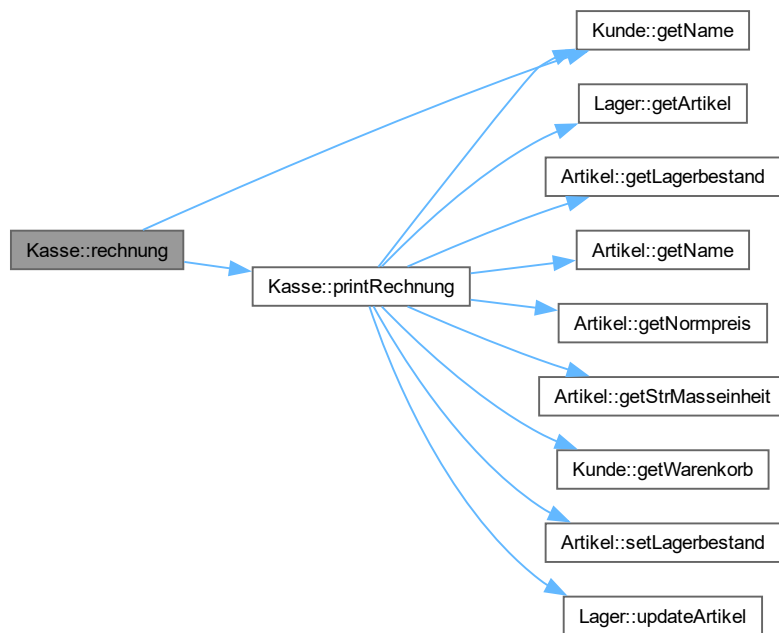 Kunde::getName
Lager::getArtikel
Artikel::getLagerbestand
Artikel::getName
Kasse::rechnung
Kasse::printRechnung
Artikel::getNormpreis
Artikel::getStrMasseinheit
Kunde::getWarenkorb
Artikel::setLagerbestand
Lager::updateArtikel